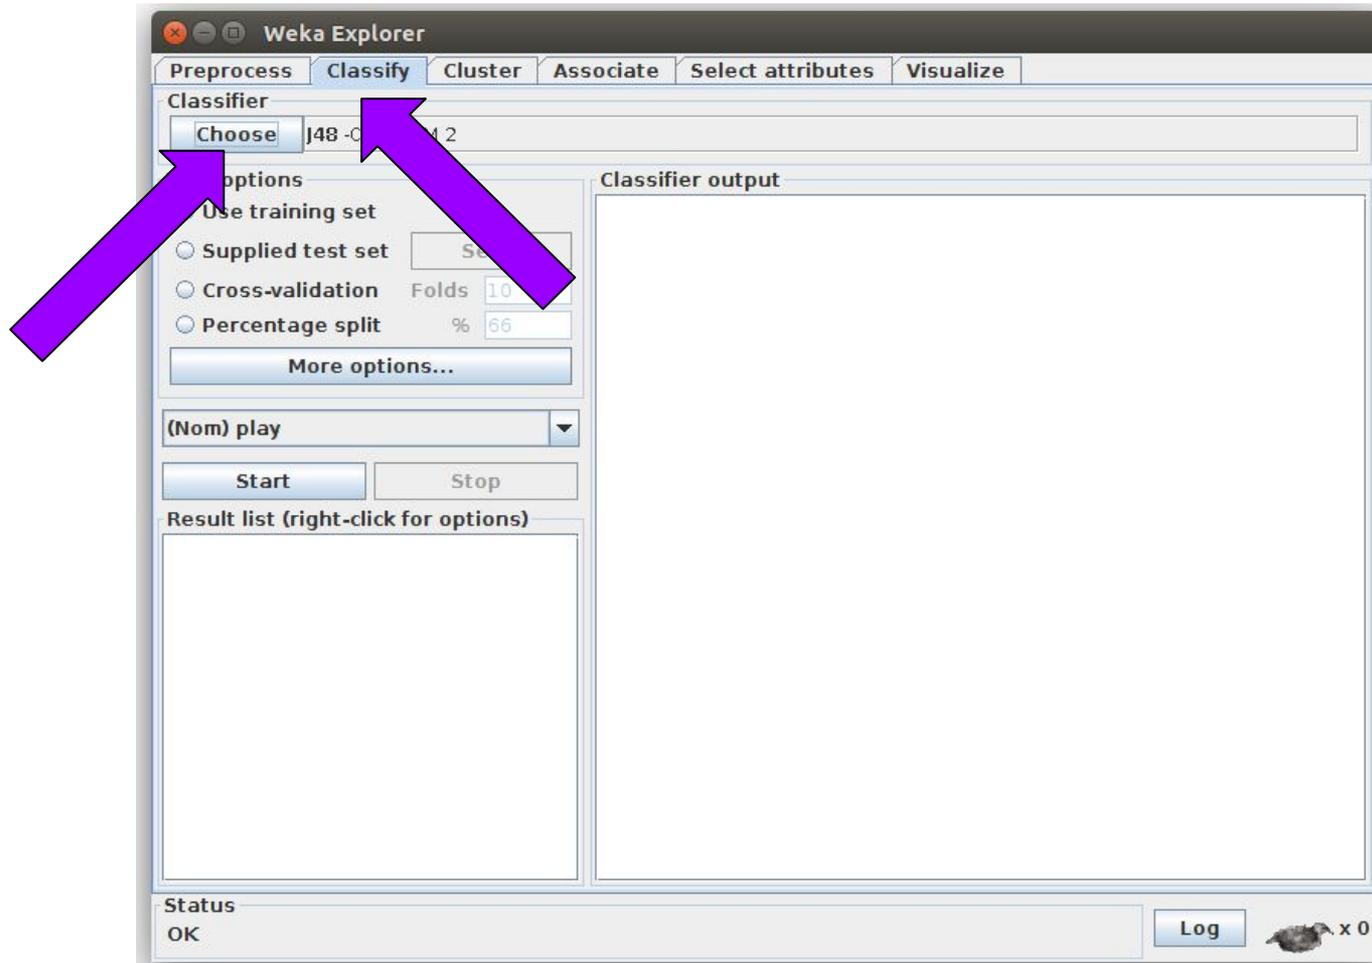 Weka Explorer
Preprocess Classify Cluster Associate Select attributes Visualize
Classifier
Choose J48 2
options Classifier output
Use training set
Supplied test set
Cross-validation Folds 10
Percentage split % 66
More options...
(Nom) play
Start Stop
Result list (right-click for options)
Status
OK
Log x 0